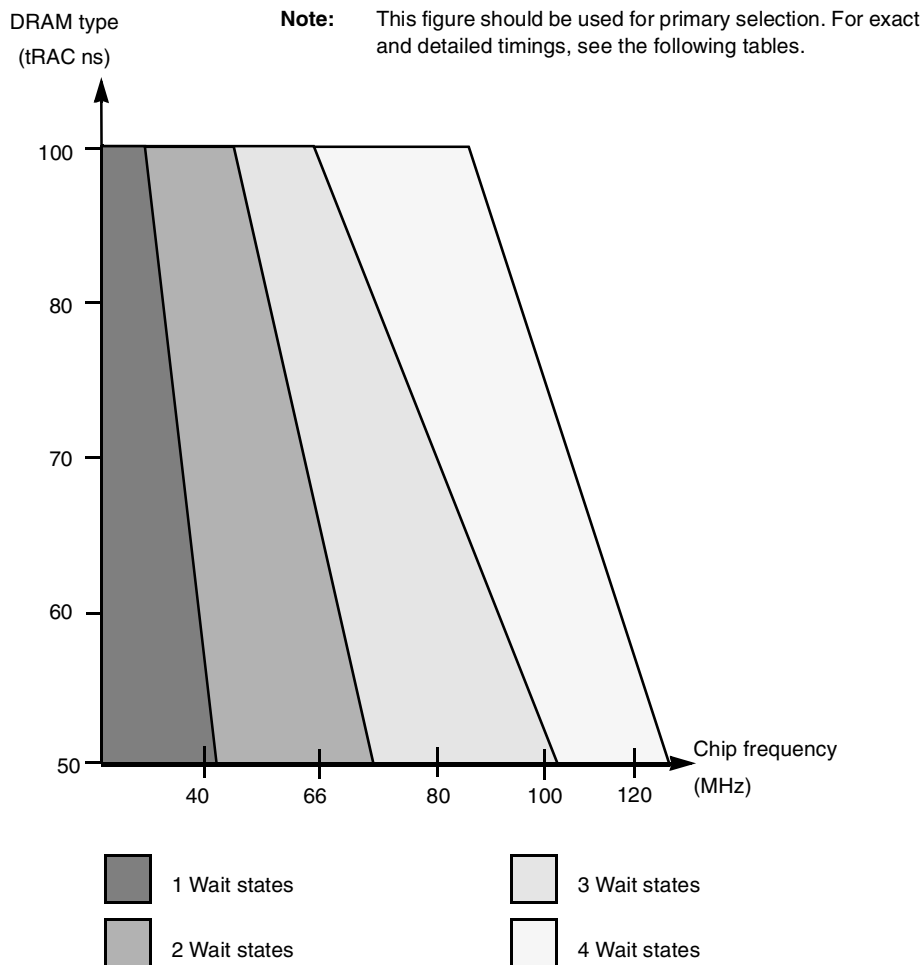 DRAM type
(tRAC ns)
Note: This figure should be used for primary selection. For exact
and detailed timings, see the following tables.
100
80
70
60
50
40 66 80 100 120
Chip frequency
(MHz)
1 Wait states
3 Wait states
2 Wait states
4 Wait states